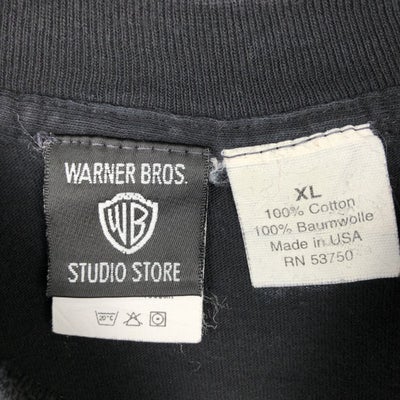 WARNER BROS.
WB
STUDIO STORE
XL
100% Cotton
100% Baumwolle
Made in USA
RN 53750